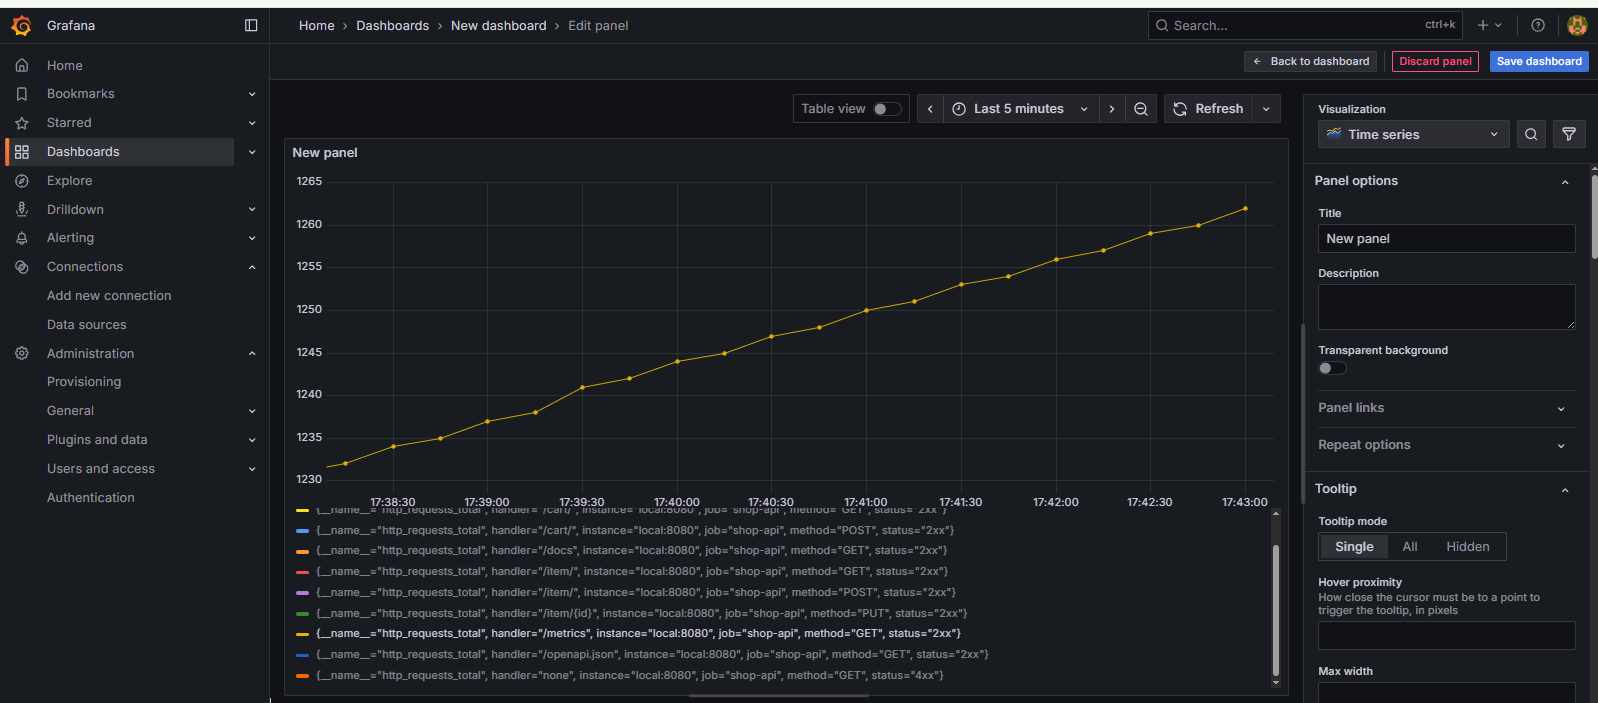 Grafana
Home › Dashboards › New dashboard › Edit panel
Search...
ctrl+k
Back to dashboard
Discard panel
Save dashboard
Home
Bookmarks
Starred
Dashboards
Explore
Drilldown
Alerting
Connections
Add new connection
Data sources
Administration
Provisioning
General
Plugins and data
Users and access
Authentication
Table view
Last 5 minutes
Refresh
New panel
1265
1260
1255
1250
1245
1240
1235
1230
17:38:30 17:39:00 17:39:30 17:40:00 17:40:30 17:41:00 17:41:30 17:42:00 17:42:30 17:43:00
{__name__="http_requests_total", handler="/cart/", instance="local:8080", job="shop-api", method="GET", status="2xx"}
{__name__="http_requests_total", handler="/cart/", instance="local:8080", job="shop-api", method="POST", status="2xx"}
{__name__="http_requests_total", handler="/docs", instance="local:8080", job="shop-api", method="GET", status="2xx"}
{__name__="http_requests_total", handler="/item/", instance="local:8080", job="shop-api", method="GET", status="2xx"}
{__name__="http_requests_total", handler="/item/", instance="local:8080", job="shop-api", method="POST", status="2xx"}
{__name__="http_requests_total", handler="/item/{id}", instance="local:8080", job="shop-api", method="PUT", status="2xx"}
{__name__="http_requests_total", handler="/metrics", instance="local:8080", job="shop-api", method="GET", status="2xx"}
{__name__="http_requests_total", handler="/openapi.json", instance="local:8080", job="shop-api", method="GET", status="2xx"}
{__name__="http_requests_total", handler="none", instance="local:8080", job="shop-api", method="GET", status="4xx"}
Visualization
Time series
Panel options
Title
New panel
Description
Transparent background
Panel links
Repeat options
Tooltip
Tooltip mode
Single All Hidden
Hover proximity
How close the cursor must be to a point to
trigger the tooltip, in pixels
Max width